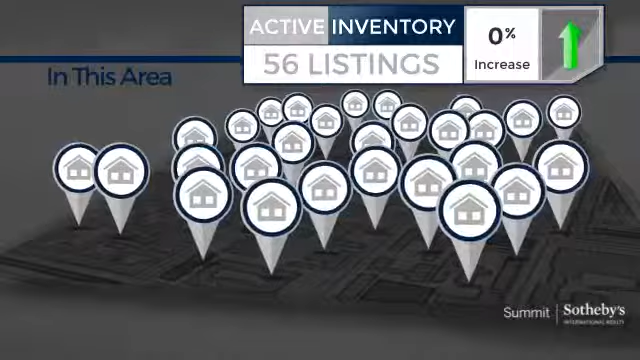 ACTIVE INVENTORY
56 LISTINGS
0%
Increase
In This Area
Summit
Sotheby's
INTERNATIONAL REALTY